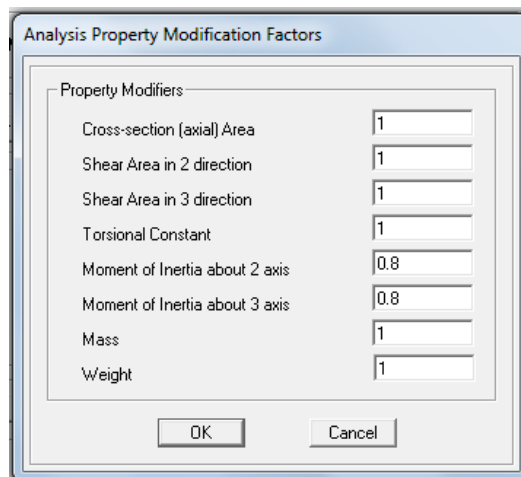 Analysis Property Modification Factors
Property Modifiers
Cross-section (axial) Area 1
Shear Area in 2 direction 1
Shear Area in 3 direction 1
Torsional Constant 1
Moment of Inertia about 2 axis 0.8
Moment of Inertia about 3 axis 0.8
Mass 1
Weight 1
OK Cancel